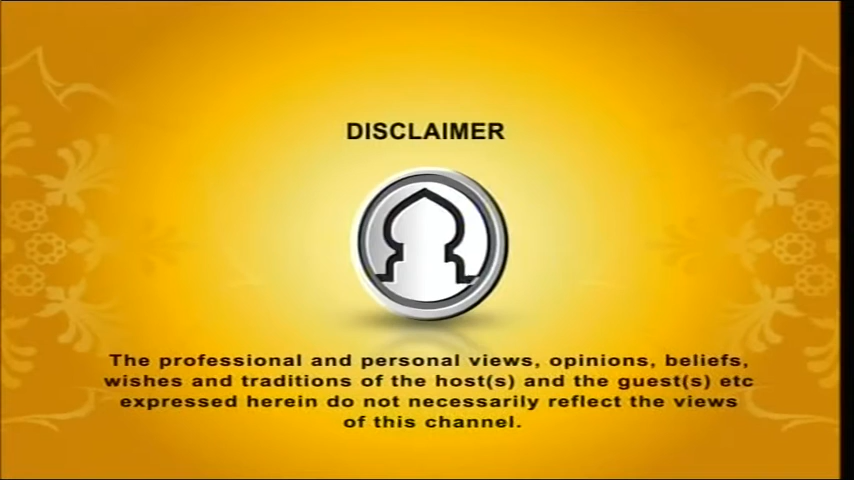 DISCLAIMER
The professional and personal views, opinions, beliefs,
wishes and traditions of the host(s) and the guest(s) etc
expressed herein do not necessarily reflect the views
of this channel.